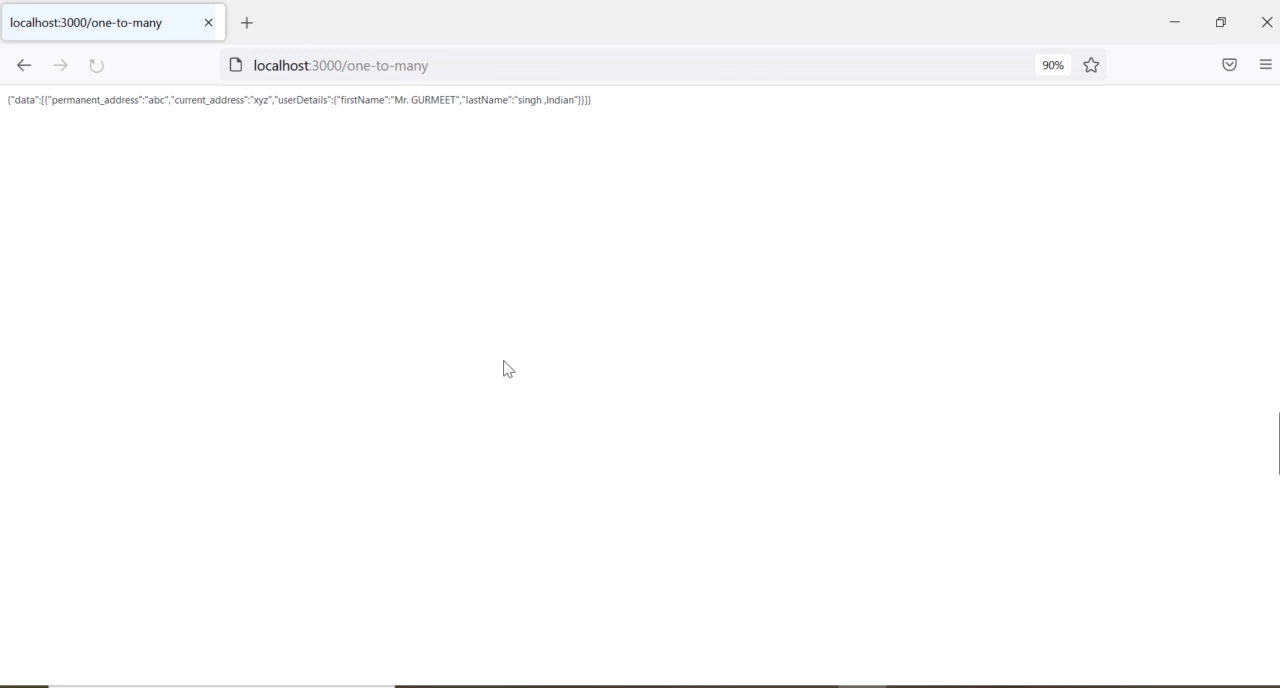 localhost:3000/one-to-many
localhost:3000/one-to-many 90%
{"data":[{"permanent_address":"abc","current_address":"xyz","userDetails":{"firstName":"Mr. GURMEET","lastName":"singh ,Indian"}}]}